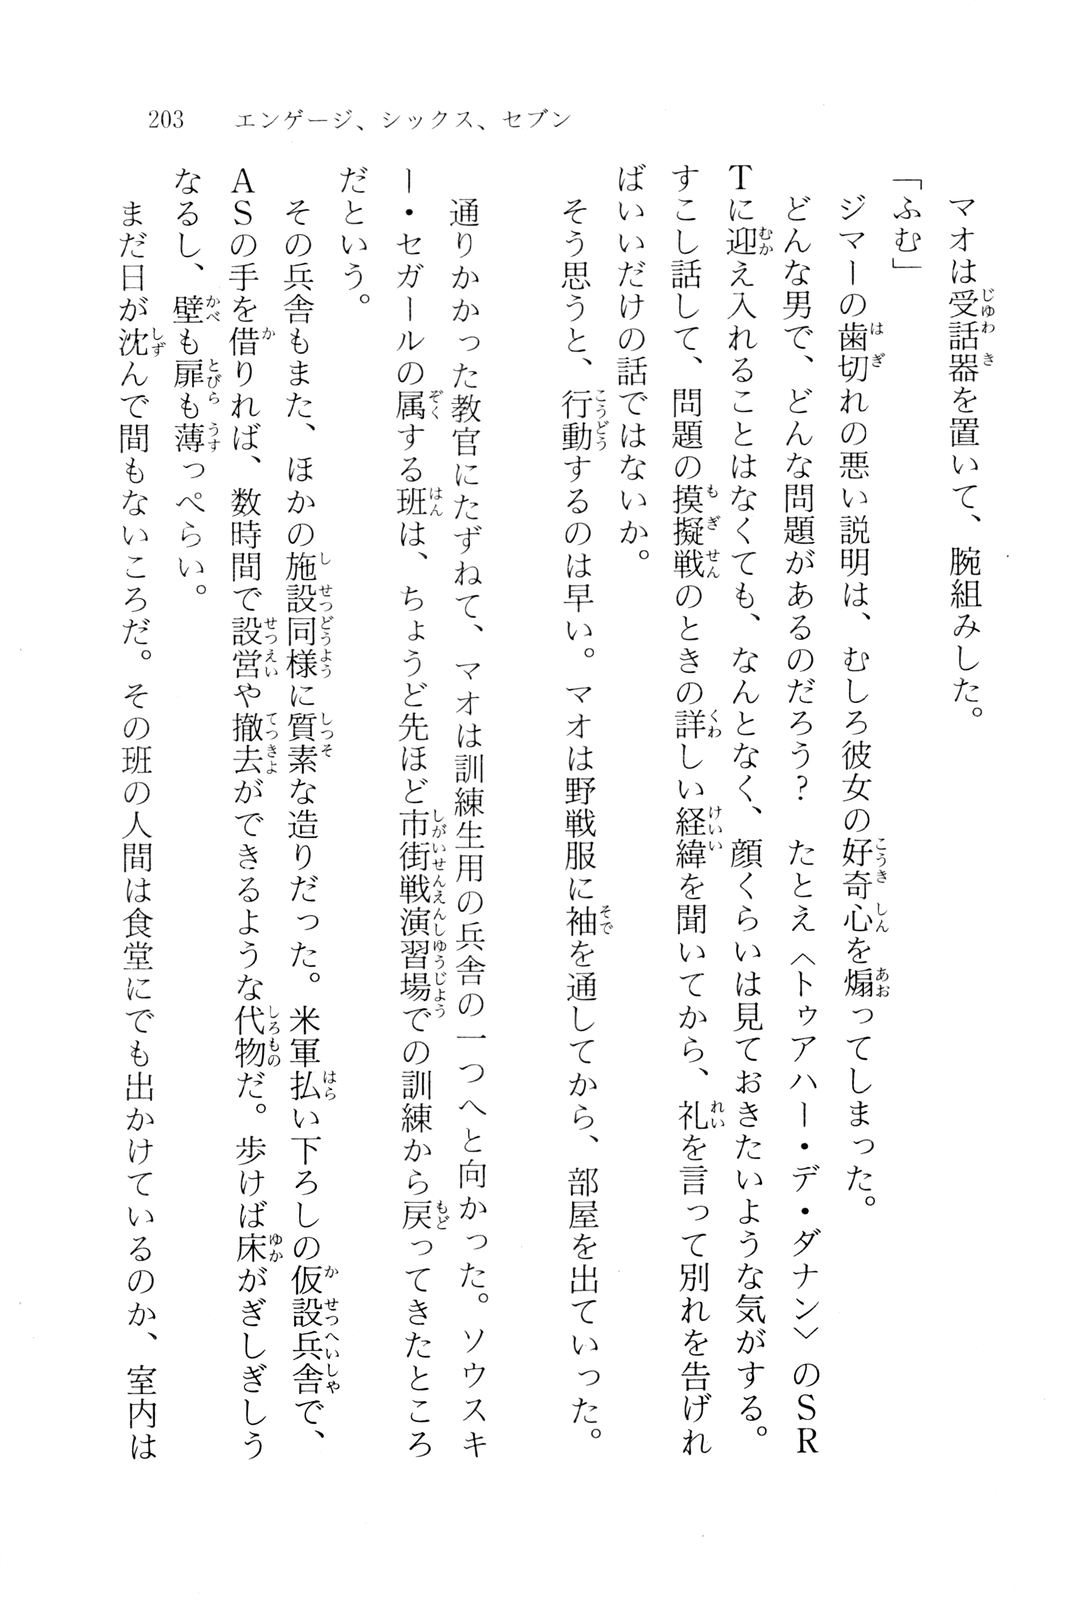 203　エンゲージ、シックス、セブン
マオは受話器を置いて、腕組みした。
「ふむ」
ジマーの歯切れの悪い説明は、むしろ彼女の好奇心を煽ってしまった。
どんな男で、どんな問題があるのだろう？　たとえ〈トゥアハー・デ・ダナン〉のSR
Tに迎え入れることはなくても、なんとなく、顔くらいは見ておきたいような気がする。
すこし話して、問題の摸擬戦のときの詳しい経緯を聞いてから、礼を言って別れを告げれ
ばいいだけの話ではないか。
そう思うと、行動するのは早い。マオは野戦服に袖を通してから、部屋を出ていった。
通りかかった教官にたずねて、マオは訓練生用の兵舎の一つへと向かった。ソウスキ
ー・セガールの属する班は、ちょうど先ほど市街戦演習場での訓練から戻ってきたところ
だという。
その兵舎もまた、ほかの施設同様に質素な造りだった。米軍払い下ろしの仮設兵舎で、
ASの手を借りれば、数時間で設営や撤去ができるような代物だ。歩けば床がぎしぎしう
なるし、壁も扉も薄っぺらい。
まだ日が沈んで間もないころだ。その班の人間は食堂にでも出かけているのか、室内は